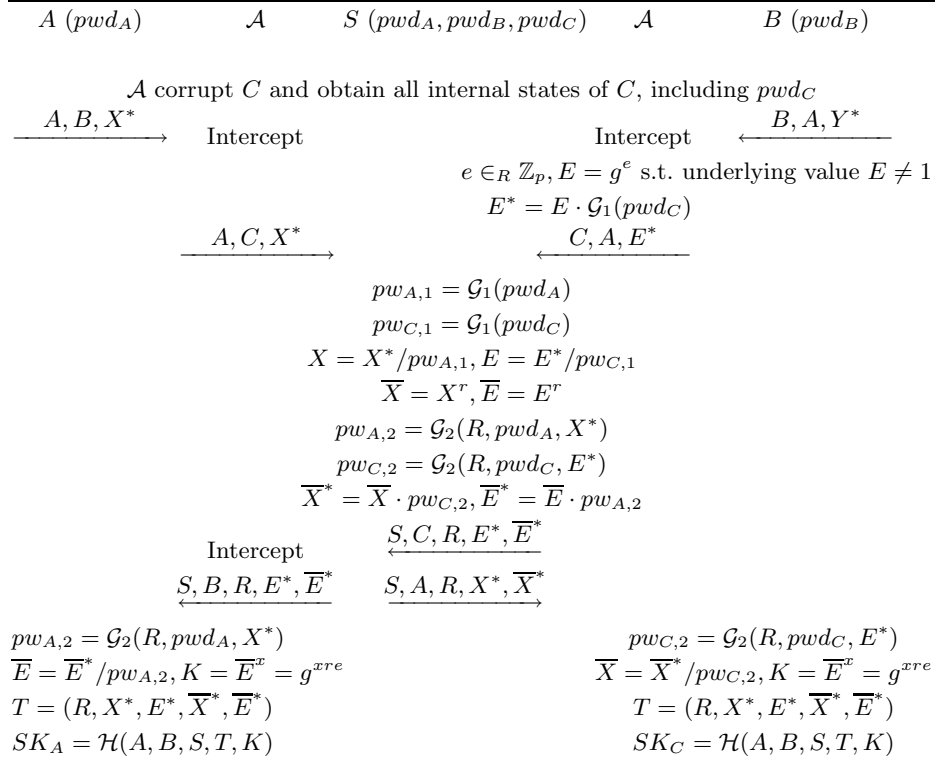 A (pwd_A) 𝒜 S (pwd_A, pwd_B, pwd_C) 𝒜 B (pwd_B)
𝒜 corrupt C and obtain all internal states of C, including pwd_C
A, B, X* Intercept Intercept B, A, Y*
e ∈_R ℤ_p, E = g^e s.t. underlying value E ≠ 1
E* = E · 𝒢_1(pwd_C)
A, C, X* C, A, E*
pw_{A,1} = 𝒢_1(pwd_A)
pw_{C,1} = 𝒢_1(pwd_C)
X = X*/pw_{A,1}, E = E*/pw_{C,1}
X̅ = X^r, E̅ = E^r
pw_{A,2} = 𝒢_2(R, pwd_A, X*)
pw_{C,2} = 𝒢_2(R, pwd_C, E*)
X̅* = X̅ · pw_{C,2}, E̅* = E̅ · pw_{A,2}
Intercept S, C, R, E*, E̅*
S, B, R, E*, E̅* S, A, R, X*, X̅*
pw_{A,2} = 𝒢_2(R, pwd_A, X*) pw_{C,2} = 𝒢_2(R, pwd_C, E*)
E̅ = E̅*/pw_{A,2}, K = E̅^x = g^{xre} X̅ = X̅*/pw_{C,2}, K = E̅^x = g^{xre}
T = (R, X*, E*, X̅*, E̅*) T = (R, X*, E*, X̅*, E̅*)
SK_A = ℋ(A, B, S, T, K) SK_C = ℋ(A, B, S, T, K)